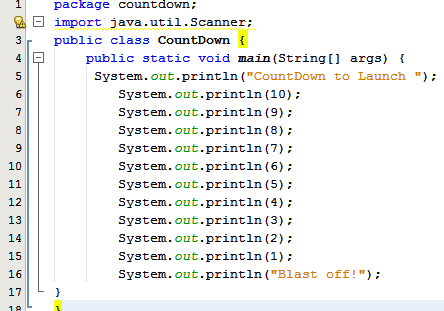 1 package countdown;
import java.util.Scanner;
3 public class CountDown {
4 public static void main(String[] args) {
5 System.out.println("CountDown to Launch ");
6 System.out.println(10);
7 System.out.println(9);
8 System.out.println(8);
9 System.out.println(7);
10 System.out.println(6);
11 System.out.println(5);
12 System.out.println(4);
13 System.out.println(3);
14 System.out.println(2);
15 System.out.println(1);
16 System.out.println("Blast off!");
17 }
18 }